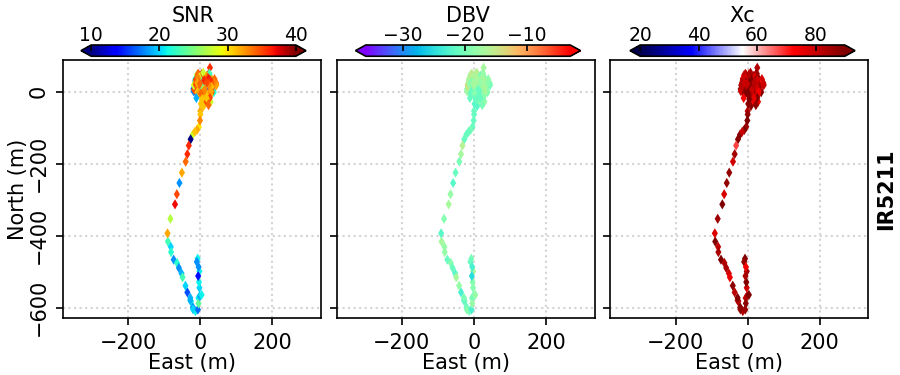 SNR DBV Xc
10 20 30 40 −30 −20 −10 20 40 60 80
North (m)
0
−200
−400
−600
IR5211
−200 0 200 −200 0 200 −200 0 200
East (m) East (m) East (m)